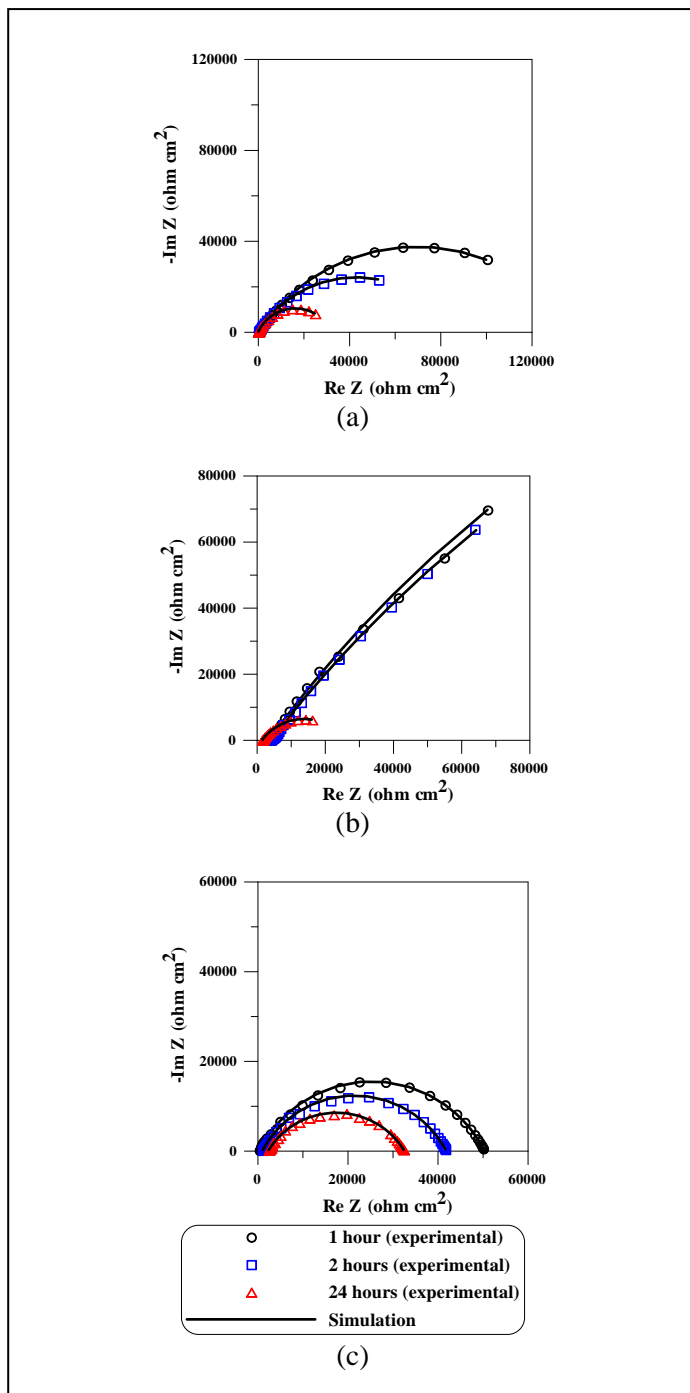 120000
80000
40000
0
-Im Z (ohm cm²)
0 40000 80000 120000
Re Z (ohm cm²)
(a)
80000
60000
40000
20000
0
-Im Z (ohm cm²)
0 20000 40000 60000 80000
Re Z (ohm cm²)
(b)
60000
40000
20000
0
-Im Z (ohm cm²)
0 20000 40000 60000
Re Z (ohm cm²)
1 hour (experimental)
2 hours (experimental)
24 hours (experimental)
Simulation
(c)